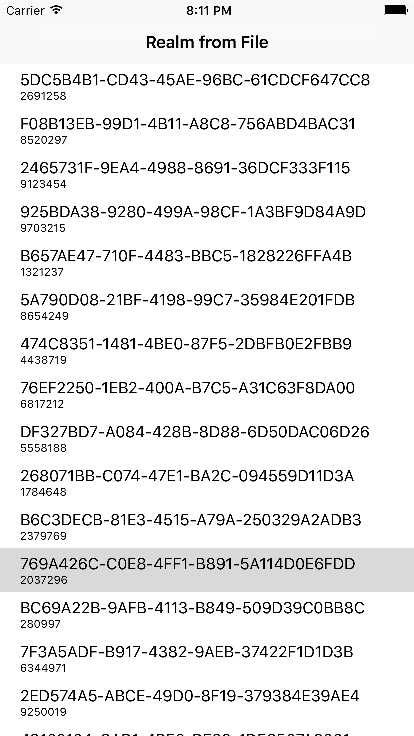 Carrier 8:11 PM
Realm from File
5DC5B4B1-CD43-45AE-96BC-61CDCF647CC8
2691258
F08B13EB-99D1-4B11-A8C8-756ABD4BAC31
8520297
2465731F-9EA4-4988-8691-36DCF333F115
9123454
925BDA38-9280-499A-98CF-1A3BF9D84A9D
9703215
B657AE47-710F-4483-BBC5-1828226FFA4B
1321237
5A790D08-21BF-4198-99C7-35984E201FDB
8654249
474C8351-1481-4BE0-87F5-2DBFB0E2FBB9
4438719
76EF2250-1EB2-400A-B7C5-A31C63F8DA00
6817212
DF327BD7-A084-428B-8D88-6D50DAC06D26
5558188
268071BB-C074-47E1-BA2C-094559D11D3A
1784648
B6C3DECB-81E3-4515-A79A-250329A2ADB3
2379769
769A426C-C0E8-4FF1-B891-5A114D0E6FDD
2037296
BC69A22B-9AFB-4113-B849-509D39C0BB8C
280997
7F3A5ADF-B917-4382-9AEB-37422F1D1D3B
6344971
2ED574A5-ABCE-49D0-8F19-379384E39AE4
9250019